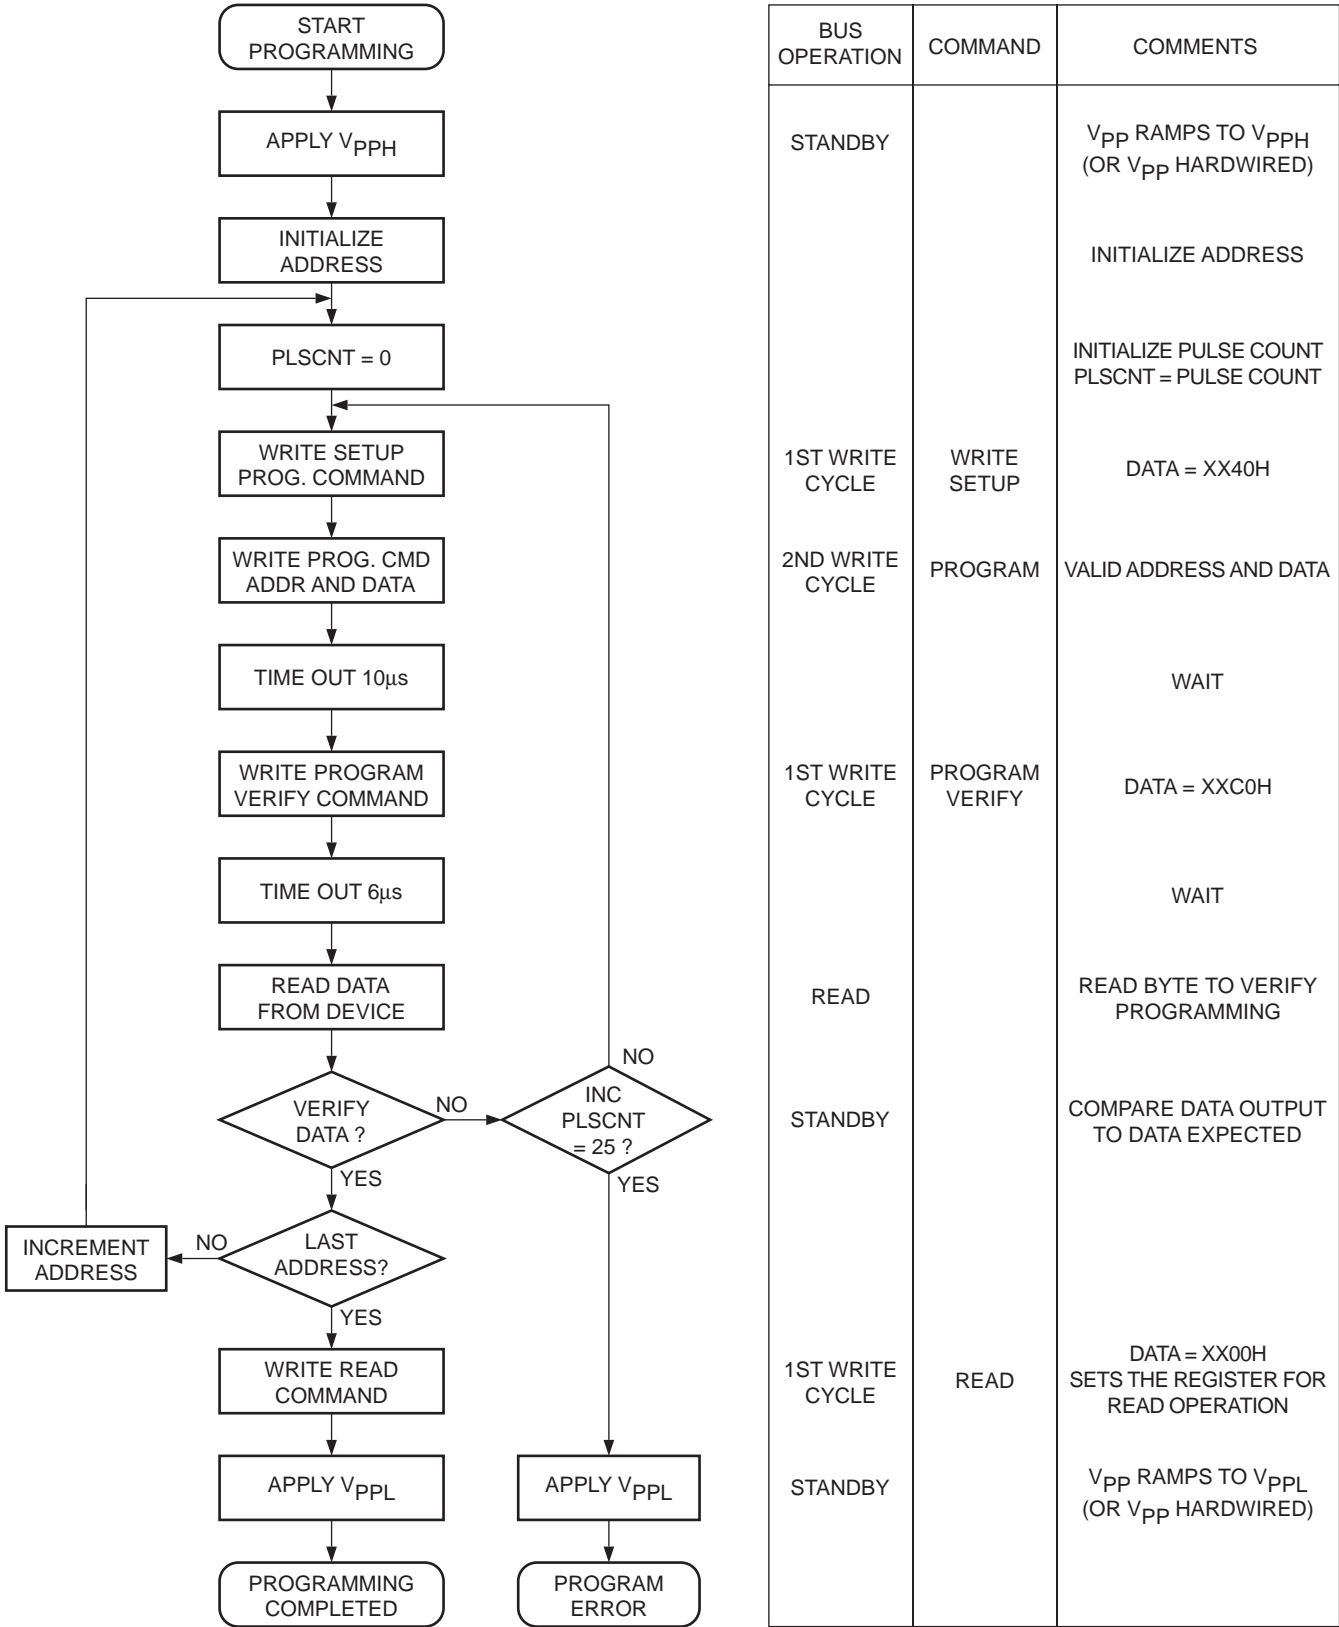 START
PROGRAMMING
APPLY VPPH
INITIALIZE
ADDRESS
PLSCNT = 0
WRITE SETUP
PROG. COMMAND
WRITE PROG. CMD
ADDR AND DATA
TIME OUT 10µs
WRITE PROGRAM
VERIFY COMMAND
TIME OUT 6µs
READ DATA
FROM DEVICE
VERIFY
DATA ?
NO
YES
INC
PLSCNT
= 25 ?
NO
YES
LAST
ADDRESS?
NO
YES
INCREMENT
ADDRESS
WRITE READ
COMMAND
APPLY VPPL
APPLY VPPL
PROGRAMMING
COMPLETED
PROGRAM
ERROR
BUS
OPERATION
COMMAND
COMMENTS
STANDBY
VPP RAMPS TO VPPH
(OR VPP HARDWIRED)
INITIALIZE ADDRESS
INITIALIZE PULSE COUNT
PLSCNT = PULSE COUNT
1ST WRITE
CYCLE
WRITE
SETUP
DATA = XX40H
2ND WRITE
CYCLE
PROGRAM
VALID ADDRESS AND DATA
WAIT
1ST WRITE
CYCLE
PROGRAM
VERIFY
DATA = XXC0H
WAIT
READ
READ BYTE TO VERIFY
PROGRAMMING
STANDBY
COMPARE DATA OUTPUT
TO DATA EXPECTED
1ST WRITE
CYCLE
READ
DATA = XX00H
SETS THE REGISTER FOR
READ OPERATION
STANDBY
VPP RAMPS TO VPPL
(OR VPP HARDWIRED)